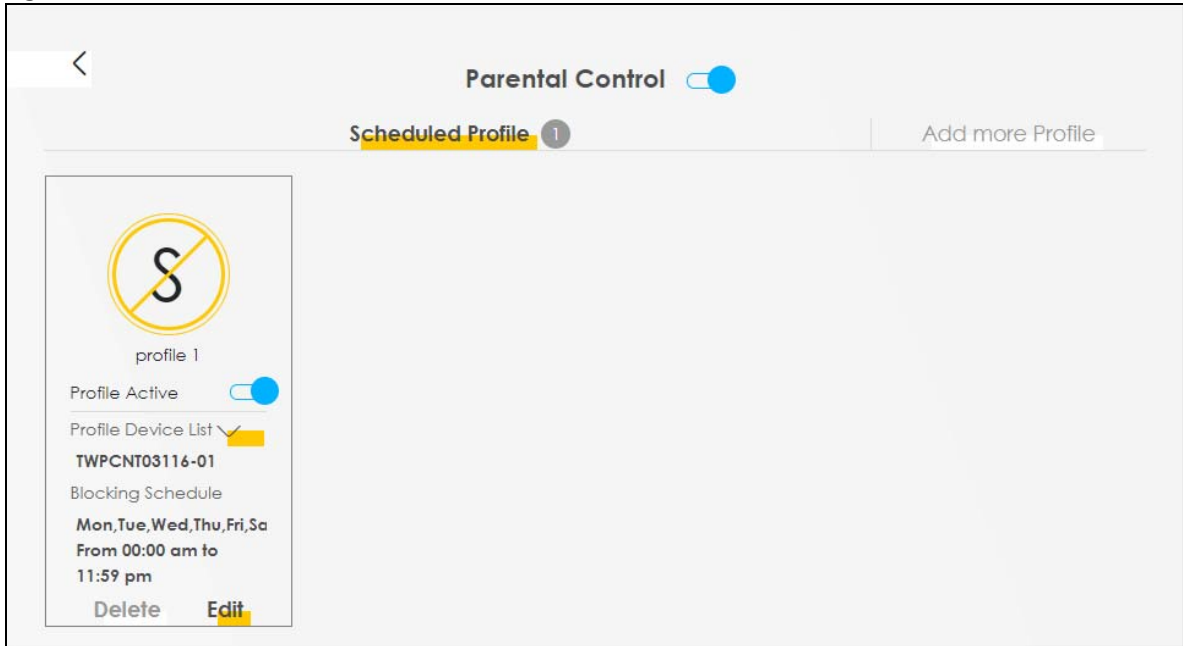 Parental Control
Scheduled Profile 1
Add more Profile
S
profile 1
Profile Active
Profile Device List
TWPCNT03116-01
Blocking Schedule
Mon,Tue,Wed,Thu,Fri,Sa
From 00:00 am to
11:59 pm
Delete Edit